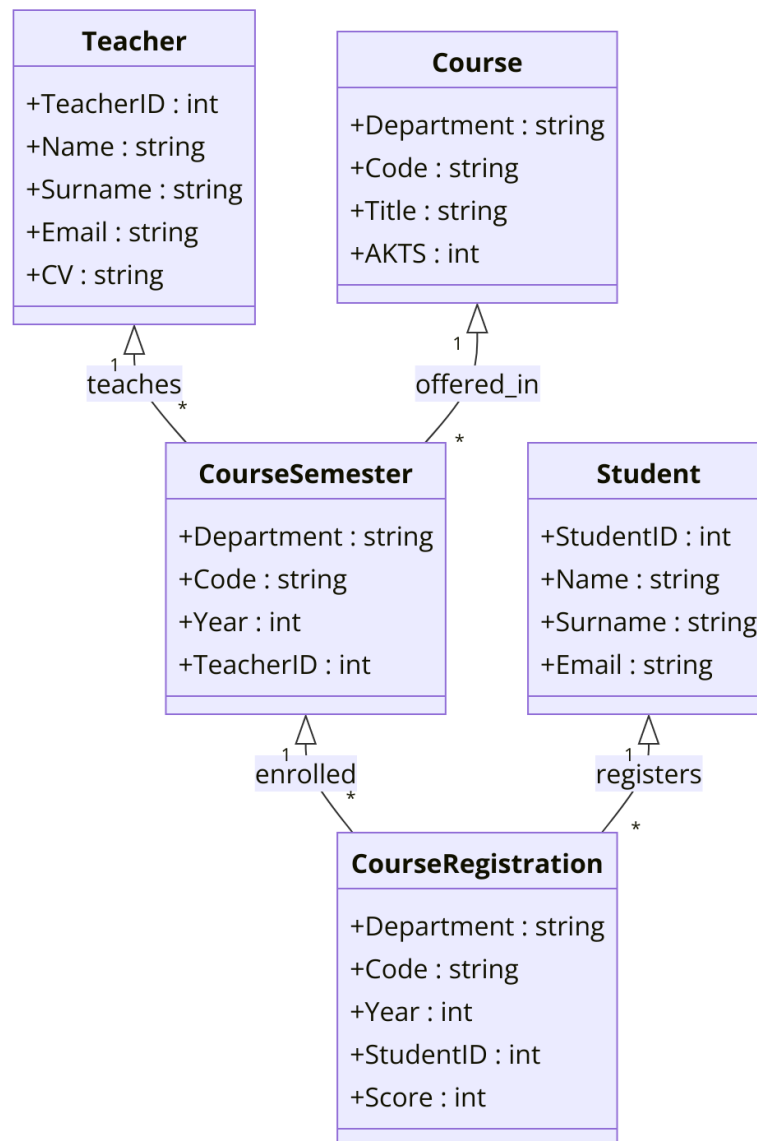 Teacher
+TeacherID : int
+Name : string
+Surname : string
+Email : string
+CV : string
Course
+Department : string
+Code : string
+Title : string
+AKTS : int
1
teaches
*
1
offered_in
*
CourseSemester
+Department : string
+Code : string
+Year : int
+TeacherID : int
Student
+StudentID : int
+Name : string
+Surname : string
+Email : string
1
enrolled
*
1
registers
*
CourseRegistration
+Department : string
+Code : string
+Year : int
+StudentID : int
+Score : int